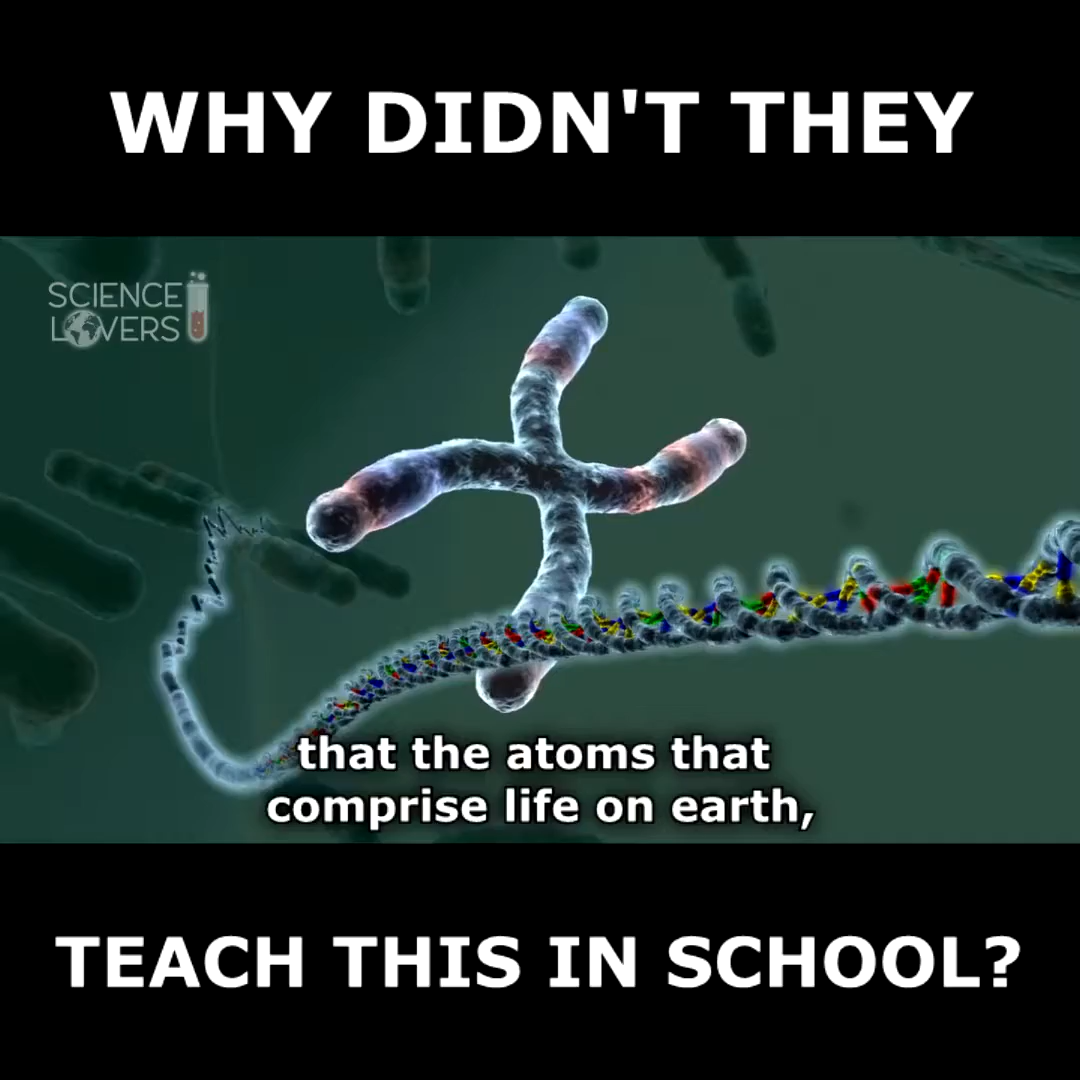 WHY DIDN'T THEY
SCIENCE
LOVERS
that the atoms that
comprise life on earth,
TEACH THIS IN SCHOOL?